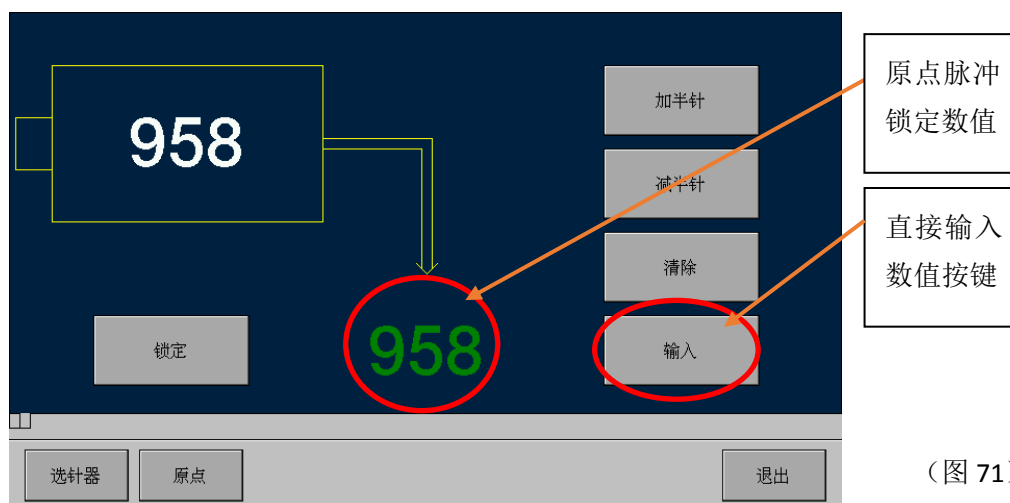 958
加半针
减半针
清除
输入
锁定
958
选针器
原点
退出
原点脉冲
锁定数值
直接输入
数值按键
（图 71）